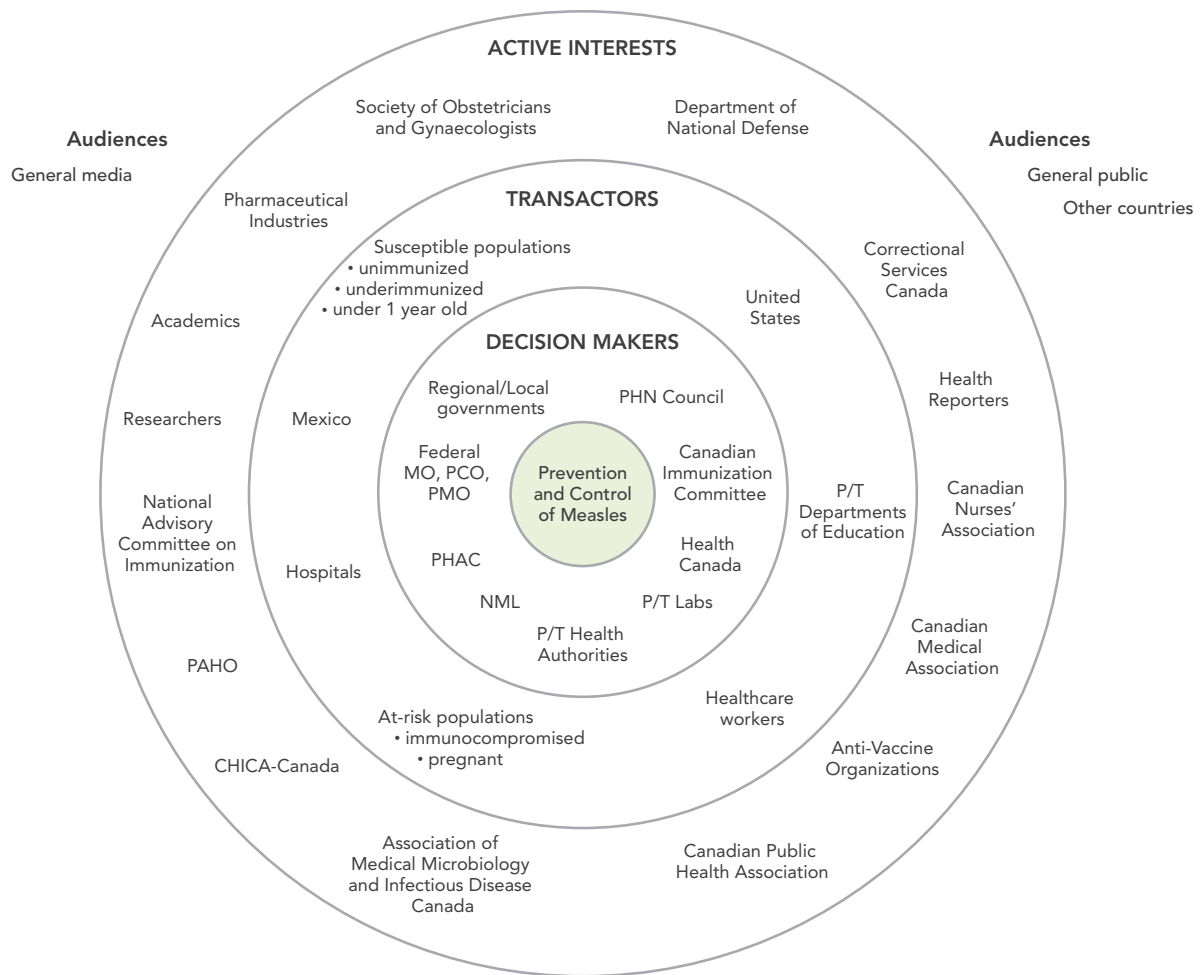 ACTIVE INTERESTS
Society of Obstetricians
and Gynaecologists
Department of
National Defense
Audiences
General media
Audiences
General public
Other countries
Pharmaceutical
Industries
TRANSACTORS
Susceptible populations
• unimmunized
• underimmunized
• under 1 year old
Correctional
Services
Canada
United
States
Academics
DECISION MAKERS
Regional/Local
governments
PHN Council
Health
Reporters
Researchers
Mexico
Federal
MO, PCO,
PMO
Prevention
and Control
of Measles
Canadian
Immunization
Committee
P/T
Departments
of Education
Canadian
Nurses’
Association
National
Advisory
Committee on
Immunization
Hospitals
PHAC
Health
Canada
NML
P/T Labs
P/T Health
Authorities
Canadian
Medical
Association
PAHO
At-risk populations
• immunocompromised
• pregnant
Healthcare
workers
CHICA-Canada
Anti-Vaccine
Organizations
Association of
Medical Microbiology
and Infectious Disease
Canada
Canadian Public
Health Association